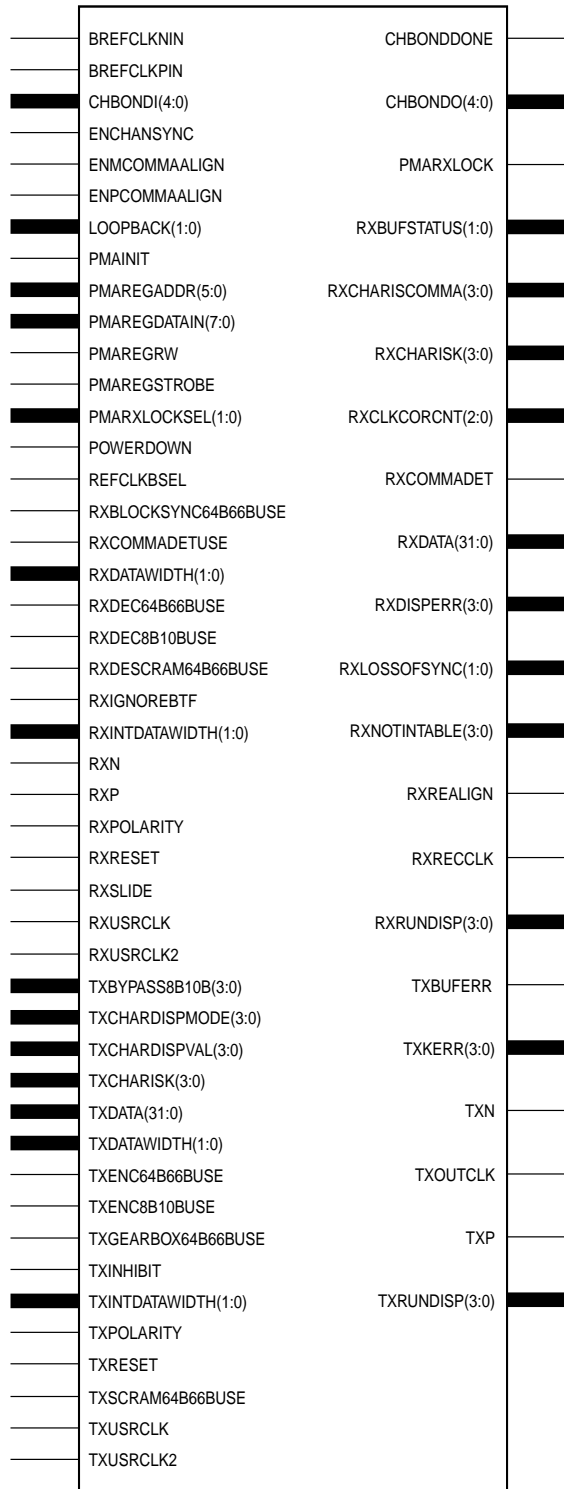 BREFCLKNIN CHBONDDONE
BREFCLKPIN
CHBONDI(4:0) CHBONDO(4:0)
ENCHANSYNC
ENMCOMMAALIGN PMARXLOCK
ENPCOMMAALIGN
LOOPBACK(1:0) RXBUFSTATUS(1:0)
PMAINIT
PMAREGADDR(5:0) RXCHARISCOMMA(3:0)
PMAREGDATAIN(7:0)
PMAREGRW RXCHARISK(3:0)
PMAREGSTROBE
PMARXLOCKSEL(1:0) RXCLKCORCNT(2:0)
POWERDOWN
REFCLKBSEL RXCOMMADET
RXBLOCKSYNC64B66BUSE
RXCOMMADETUSE RXDATA(31:0)
RXDATAWIDTH(1:0)
RXDEC64B66BUSE RXDISPERR(3:0)
RXDEC8B10BUSE
RXDESCRAM64B66BUSE RXLOSSOFSYNC(1:0)
RXIGNOREBTF
RXINTDATAWIDTH(1:0) RXNOTINTABLE(3:0)
RXN
RXP RXREALIGN
RXPOLARITY
RXRESET RXRECCLK
RXSLIDE
RXUSRCLK RXRUNDISP(3:0)
RXUSRCLK2
TXBYPASS8B10B(3:0) TXBUFERR
TXCHARDISPMODE(3:0)
TXCHARDISPVAL(3:0) TXKERR(3:0)
TXCHARISK(3:0)
TXDATA(31:0) TXN
TXDATAWIDTH(1:0)
TXENC64B66BUSE TXOUTCLK
TXENC8B10BUSE
TXGEARBOX64B66BUSE TXP
TXINHIBIT
TXINTDATAWIDTH(1:0) TXRUNDISP(3:0)
TXPOLARITY
TXRESET
TXSCRAM64B66BUSE
TXUSRCLK
TXUSRCLK2